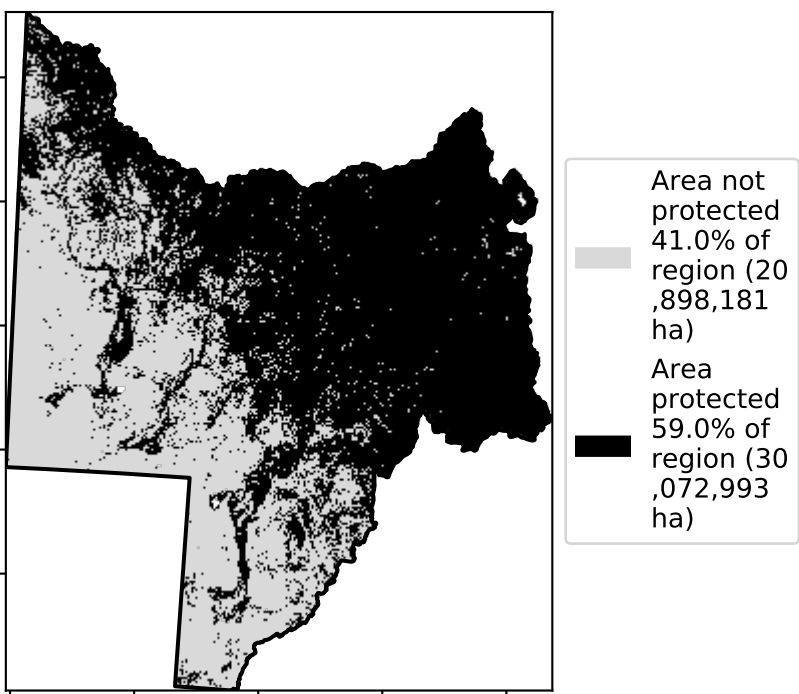 Area not
protected
41.0% of
region (20
,898,181
ha)
Area
protected
59.0% of
region (30
,072,993
ha)